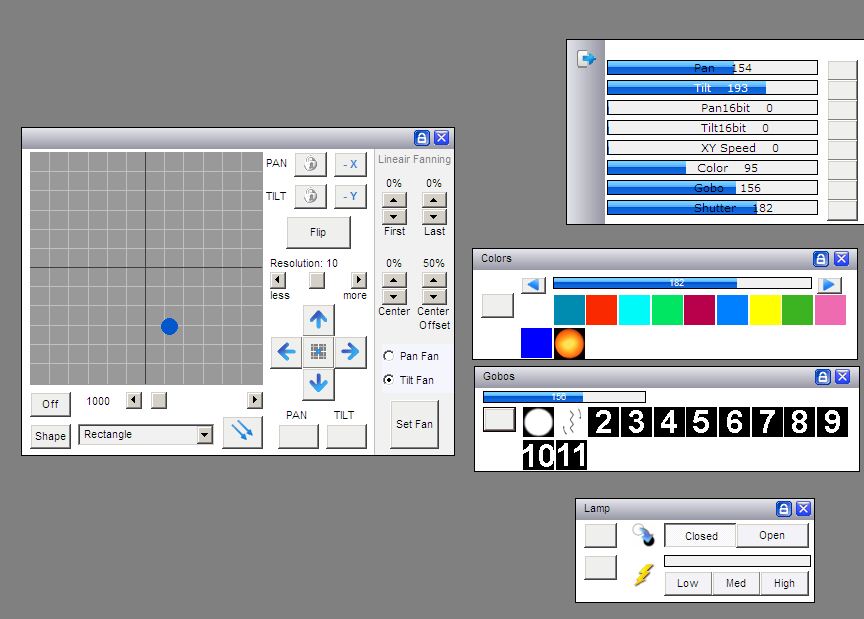 Pan 154
Tilt 193
Pan16bit 0
Tilt16bit 0
XY Speed 0
Color 95
Gobo 156
Shutter 182
PAN
- X
TILT
- Y
Flip
Resolution: 10
less more
Off
1000
PAN TILT
Shape
Rectangle
Linear Fanning
0% 0%
First Last
0% 50%
Center Center
Offset
Pan Fan
Tilt Fan
Set Fan
Colors
182
Gobos
156
2 3 4 5 6 7 8 9
10 11
Lamp
Closed Open
Low Med High